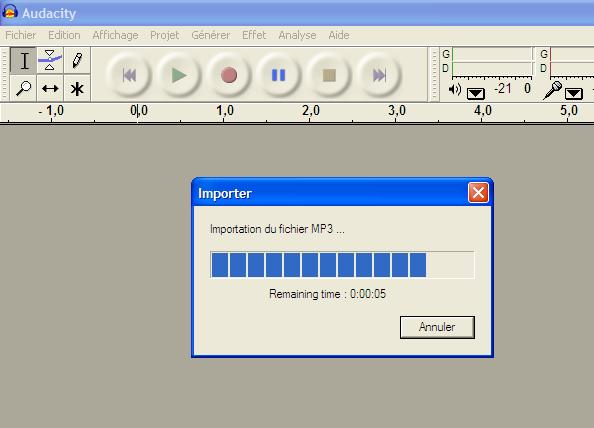 Audacity
Fichier Edition Affichage Projet Générer Effet Analyse Aide
G
D
-21 0
G
D
- 1,0 0,0 1,0 2,0 3,0 4,0 5,0
Importer
Importation du fichier MP3 ...
Remaining time : 0:00:05
Annuler